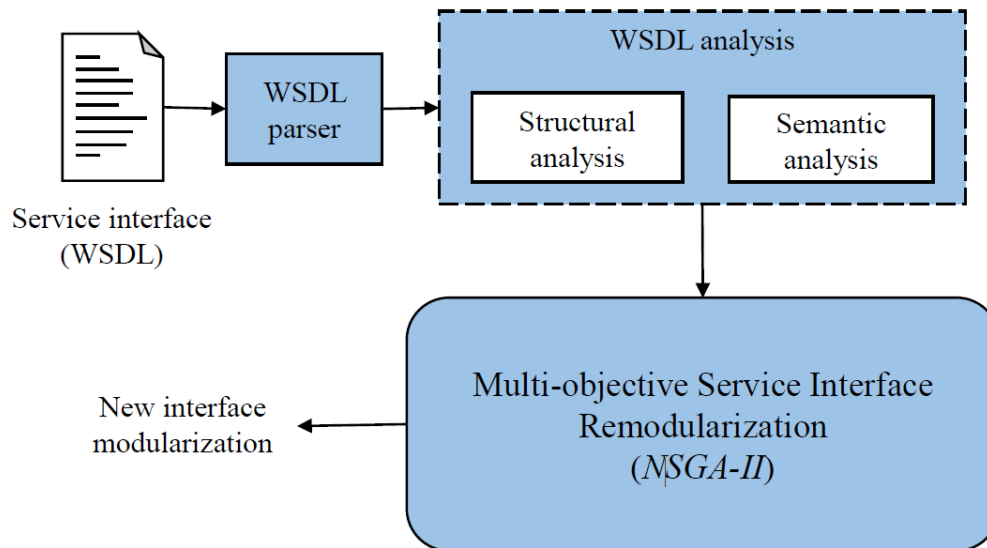 WSDL analysis
WSDL
parser
Structural
analysis
Semantic
analysis
Service interface
(WSDL)
Multi-objective Service Interface
Remodularization
(NSGA-II)
New interface
modularization